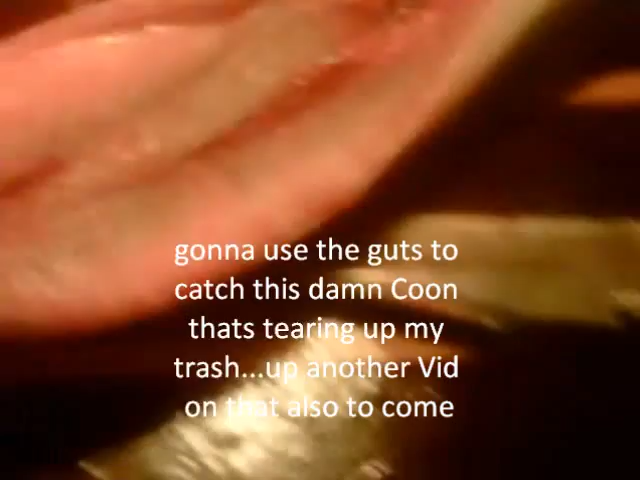 gonna use the guts to
catch this damn Coon
thats tearing up my
trash...up another Vid
on that also to come